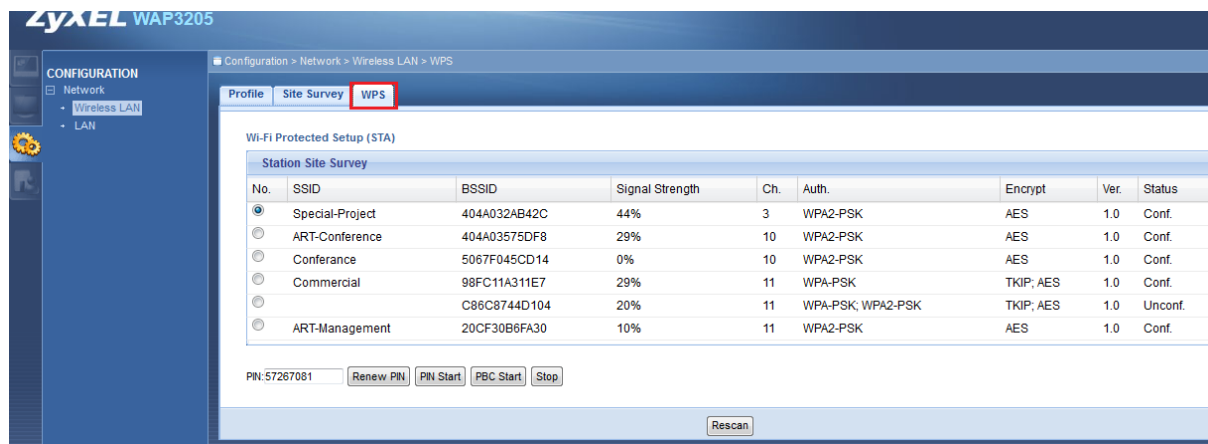 ZyXEL WAP3205
Configuration > Network > Wireless LAN > WPS
CONFIGURATION
Network
Wireless LAN
LAN
Profile Site Survey WPS
Wi-Fi Protected Setup (STA)
Station Site Survey
No. SSID BSSID Signal Strength Ch. Auth. Encrypt Ver. Status
Special-Project 404A032AB42C 44% 3 WPA2-PSK AES 1.0 Conf.
ART-Conference 404A03575DF8 29% 10 WPA2-PSK AES 1.0 Conf.
Conferance 5067F045CD14 0% 10 WPA2-PSK AES 1.0 Conf.
Commercial 98FC11A311E7 29% 11 WPA-PSK TKIP; AES 1.0 Conf.
C86C8744D104 20% 11 WPA-PSK; WPA2-PSK TKIP; AES 1.0 Unconf.
ART-Management 20CF30B6FA30 10% 11 WPA2-PSK AES 1.0 Conf.
PIN:57267081 Renew PIN PIN Start PBC Start Stop
Rescan